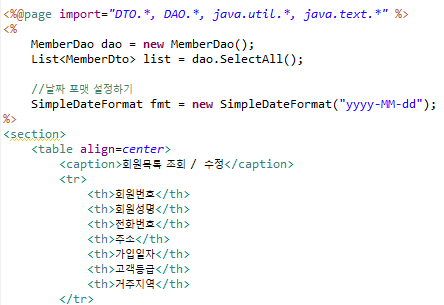 <%@page import="DTO.*, DAO.*, java.util.*, java.text.*" %>
<%
    MemberDao dao = new MemberDao();
    List<MemberDto> list = dao.SelectAll();

    //날짜 포맷 설정하기
    SimpleDateFormat fmt = new SimpleDateFormat("yyyy-MM-dd");
%>
<section>
    <table align=center>
        <caption>회원목록 조회 / 수정</caption>
        <tr>
            <th>회원번호</th>
            <th>회원성명</th>
            <th>전화번호</th>
            <th>주소</th>
            <th>가입일자</th>
            <th>고객등급</th>
            <th>거주지역</th>
        </tr>